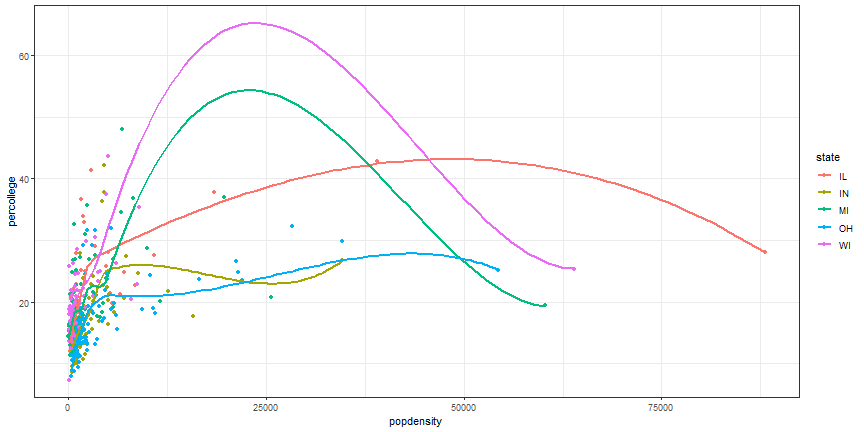 60
40
20
percollege
0
25000
50000
75000
popdensity
state
IL
IN
MI
OH
WI